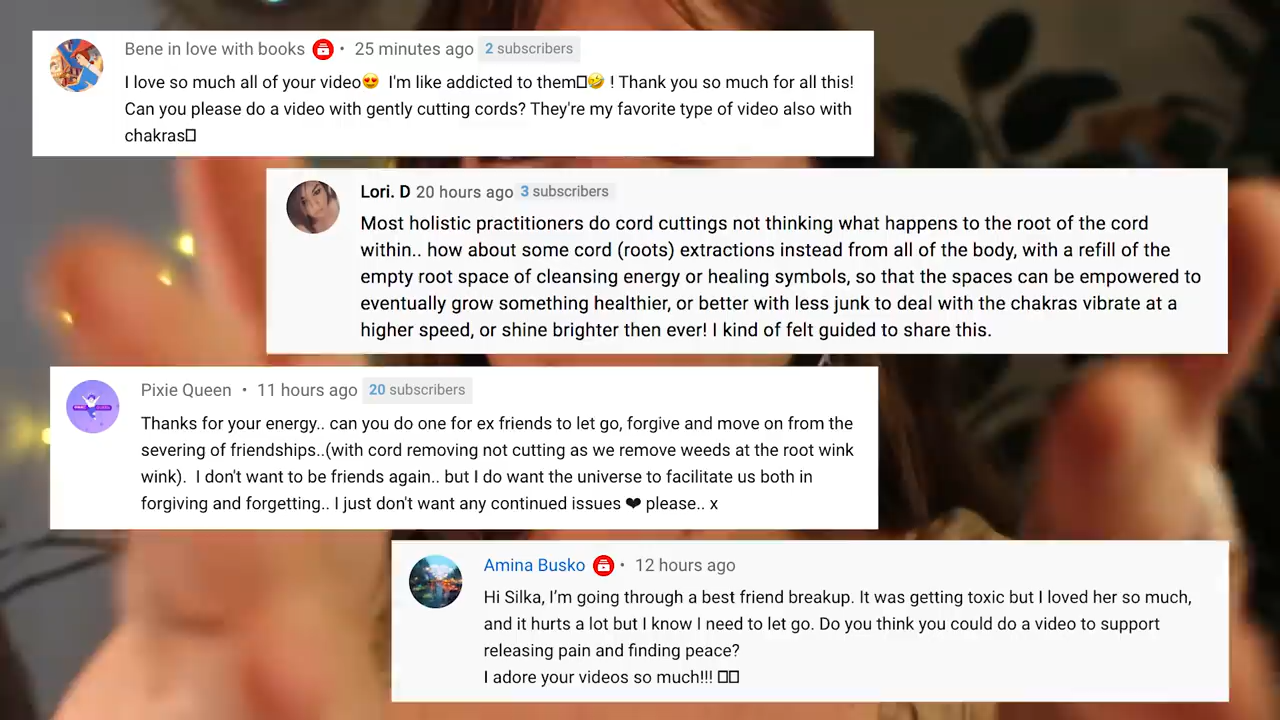 Bene in love with books • 25 minutes ago 2 subscribers
I love so much all of your video😍 I'm like addicted to them▯🤣 ! Thank you so much for all this!
Can you please do a video with gently cutting cords? They're my favorite type of video also with
chakras▯
Lori. D 20 hours ago 3 subscribers
Most holistic practitioners do cord cuttings not thinking what happens to the root of the cord
within.. how about some cord (roots) extractions instead from all of the body, with a refill of the
empty root space of cleansing energy or healing symbols, so that the spaces can be empowered to
eventually grow something healthier, or better with less junk to deal with the chakras vibrate at a
higher speed, or shine brighter then ever! I kind of felt guided to share this.
Pixie Queen • 11 hours ago 20 subscribers
Thanks for your energy.. can you do one for ex friends to let go, forgive and move on from the
severing of friendships..(with cord removing not cutting as we remove weeds at the root wink
wink). I don't want to be friends again.. but I do want the universe to facilitate us both in
forgiving and forgetting.. I just don't want any continued issues ❤ please.. x
Amina Busko • 12 hours ago
Hi Silka, I'm going through a best friend breakup. It was getting toxic but I loved her so much,
and it hurts a lot but I know I need to let go. Do you think you could do a video to support
releasing pain and finding peace?
I adore your videos so much!!! ▯▯